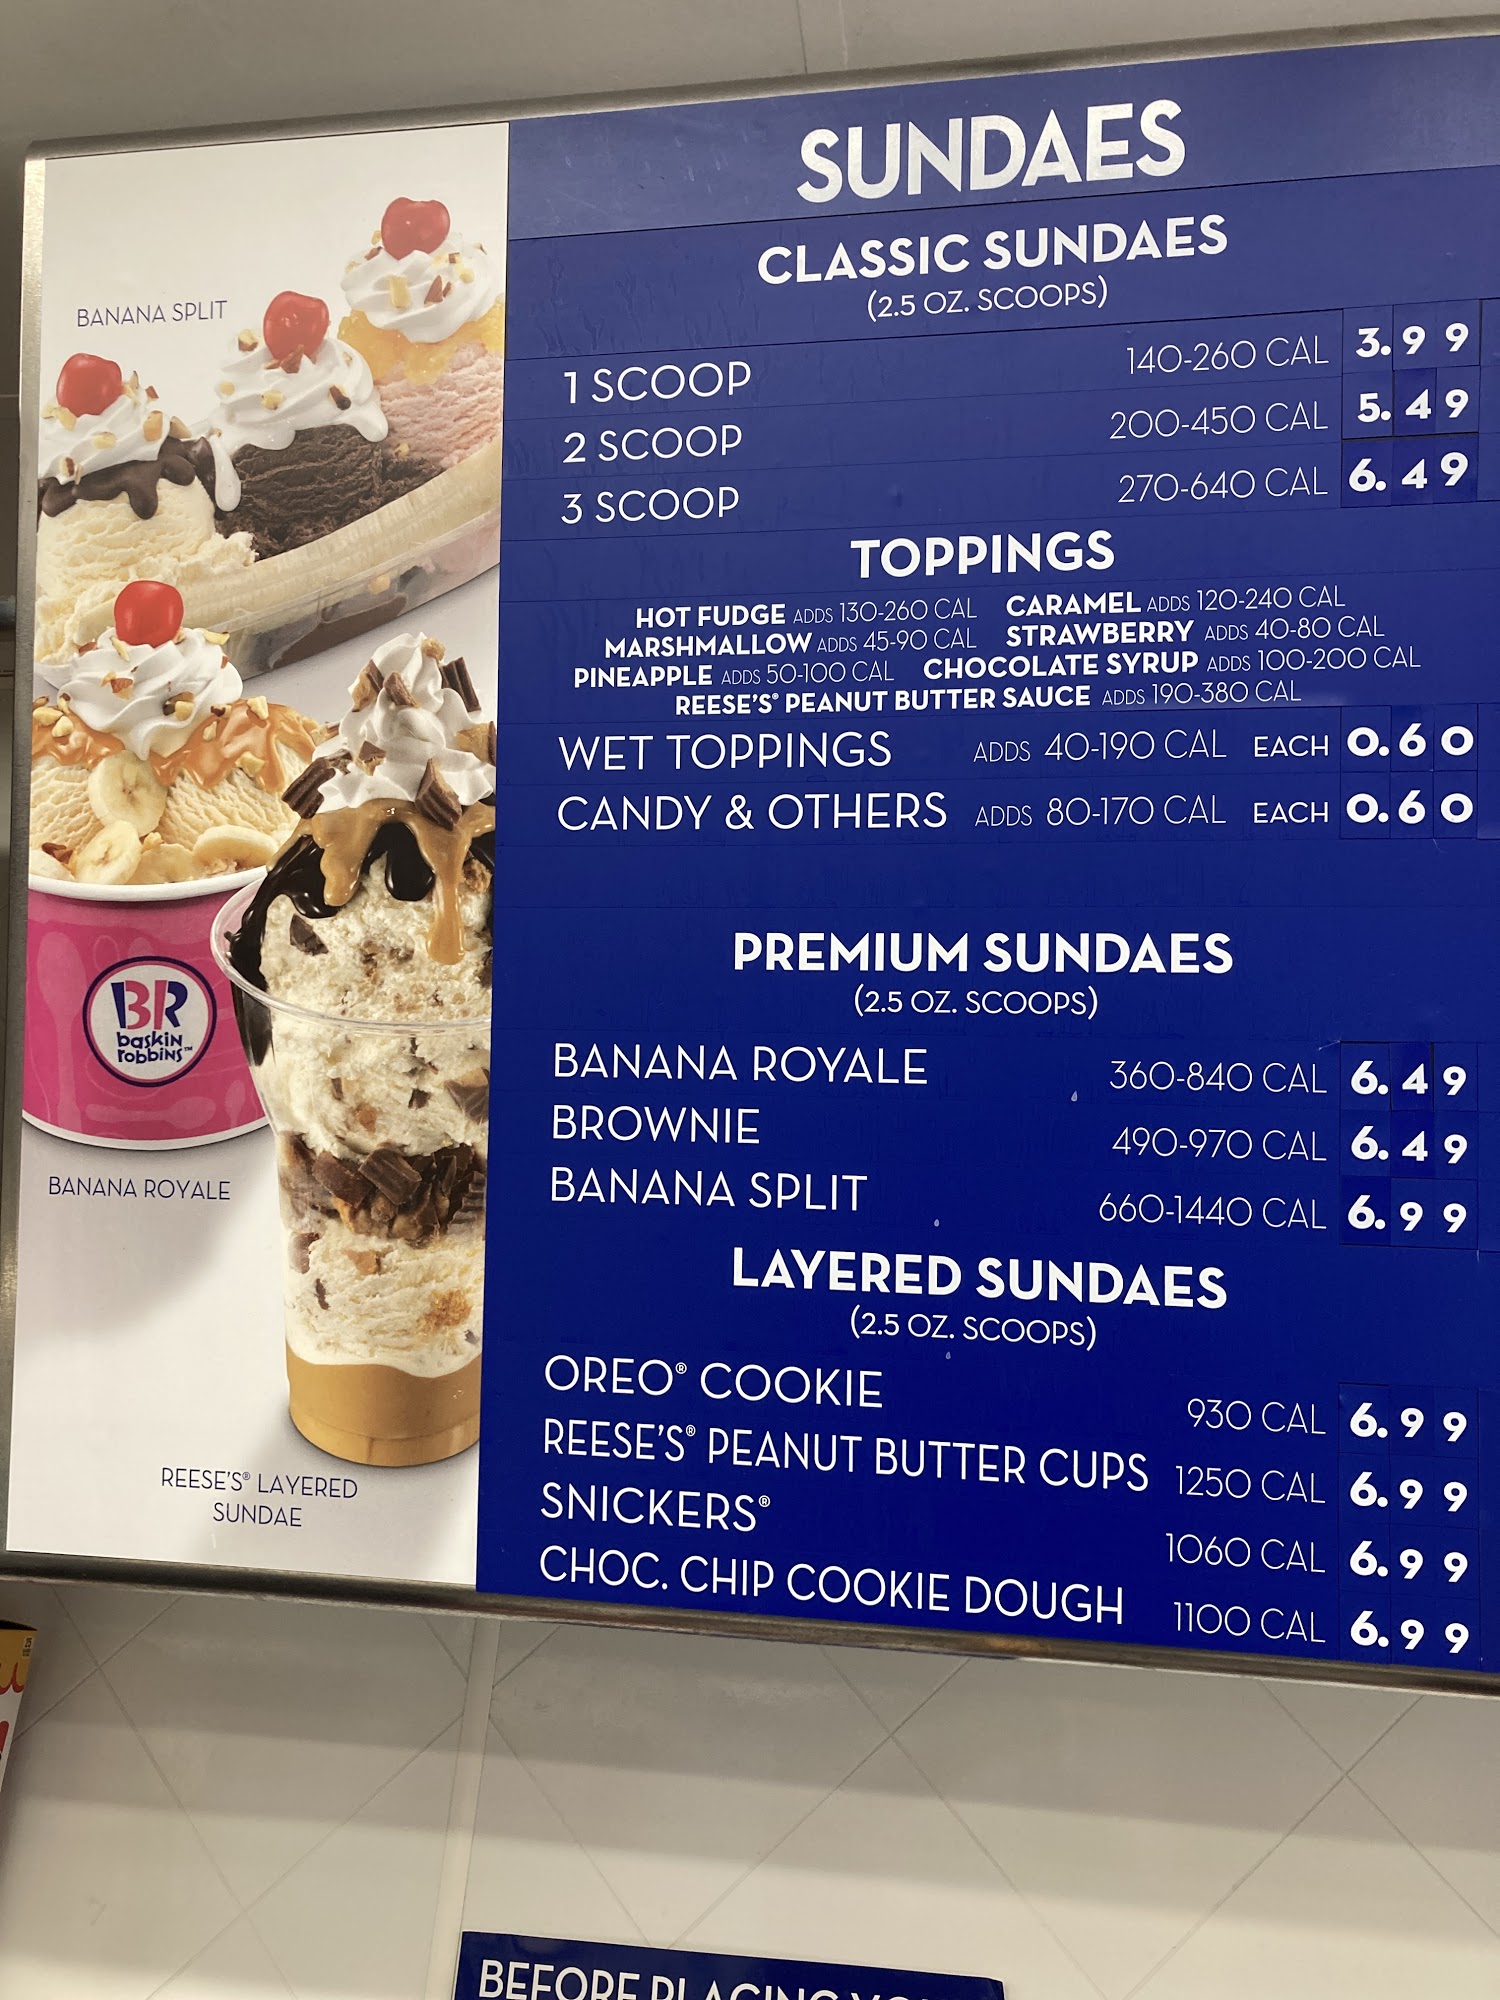 BANANA SPLIT
BR
baskin
robbins™
BANANA ROYALE
REESE'S® LAYERED
SUNDAE
SUNDAES
CLASSIC SUNDAES
(2.5 OZ. SCOOPS)
1 SCOOP 140-260 CAL 3.99
2 SCOOP 200-450 CAL 5.49
3 SCOOP 270-640 CAL 6.49
TOPPINGS
HOT FUDGE ADDS 130-260 CAL CARAMEL ADDS 120-240 CAL
MARSHMALLOW ADDS 45-90 CAL STRAWBERRY ADDS 40-80 CAL
PINEAPPLE ADDS 50-100 CAL CHOCOLATE SYRUP ADDS 100-200 CAL
REESE'S® PEANUT BUTTER SAUCE ADDS 190-380 CAL
WET TOPPINGS ADDS 40-190 CAL EACH 0.60
CANDY & OTHERS ADDS 80-170 CAL EACH 0.60
PREMIUM SUNDAES
(2.5 OZ. SCOOPS)
BANANA ROYALE 360-840 CAL 6.49
BROWNIE 490-970 CAL 6.49
BANANA SPLIT 660-1440 CAL 6.99
LAYERED SUNDAES
(2.5 OZ. SCOOPS)
OREO® COOKIE 930 CAL 6.99
REESE'S® PEANUT BUTTER CUPS 1250 CAL 6.99
SNICKERS® 1060 CAL 6.99
CHOC. CHIP COOKIE DOUGH 1100 CAL 6.99
BEFORE PLACING